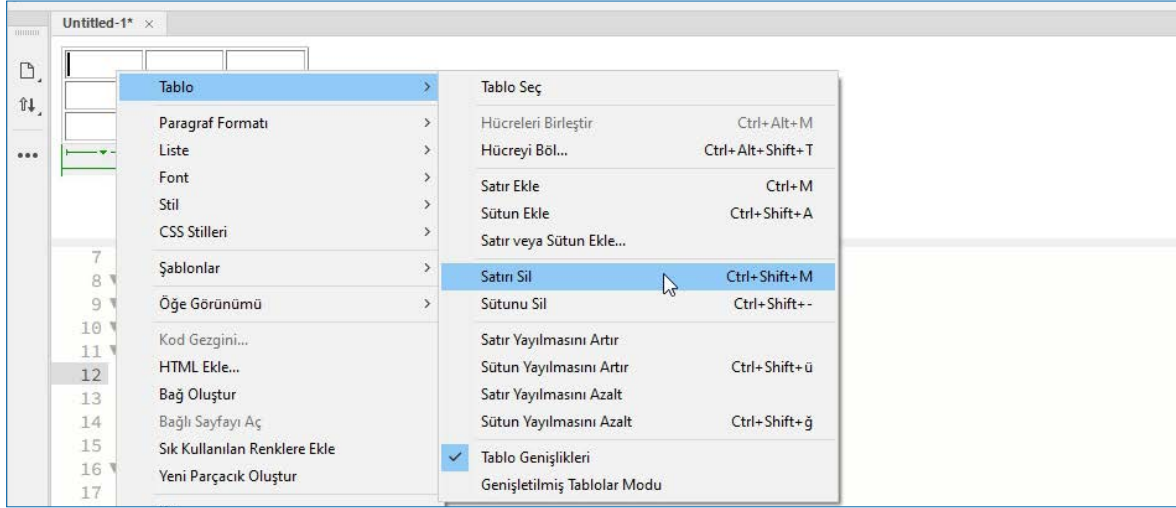 Untitled-1* ×
Tablo >
Paragraf Formatı >
Liste >
Font >
Stil >
CSS Stilleri >
Şablonlar >
Öğe Görünümü >
Kod Gezgini...
HTML Ekle...
Bağ Oluştur
Bağlı Sayfayı Aç
Sık Kullanılan Renklere Ekle
Yeni Parçacık Oluştur
Tablo Seç
Hücreleri Birleştir Ctrl+Alt+M
Hücreyi Böl... Ctrl+Alt+Shift+T
Satır Ekle Ctrl+M
Sütun Ekle Ctrl+Shift+A
Satır veya Sütun Ekle...
Satırı Sil Ctrl+Shift+M
Sütunu Sil Ctrl+Shift+-
Satır Yayılmasını Artır
Sütun Yayılmasını Artır Ctrl+Shift+ü
Satır Yayılmasını Azalt
Sütun Yayılmasını Azalt Ctrl+Shift+ğ
Tablo Genişlikleri
Genişletilmiş Tablolar Modu
7
8
9
10
11
12
13
14
15
16
17